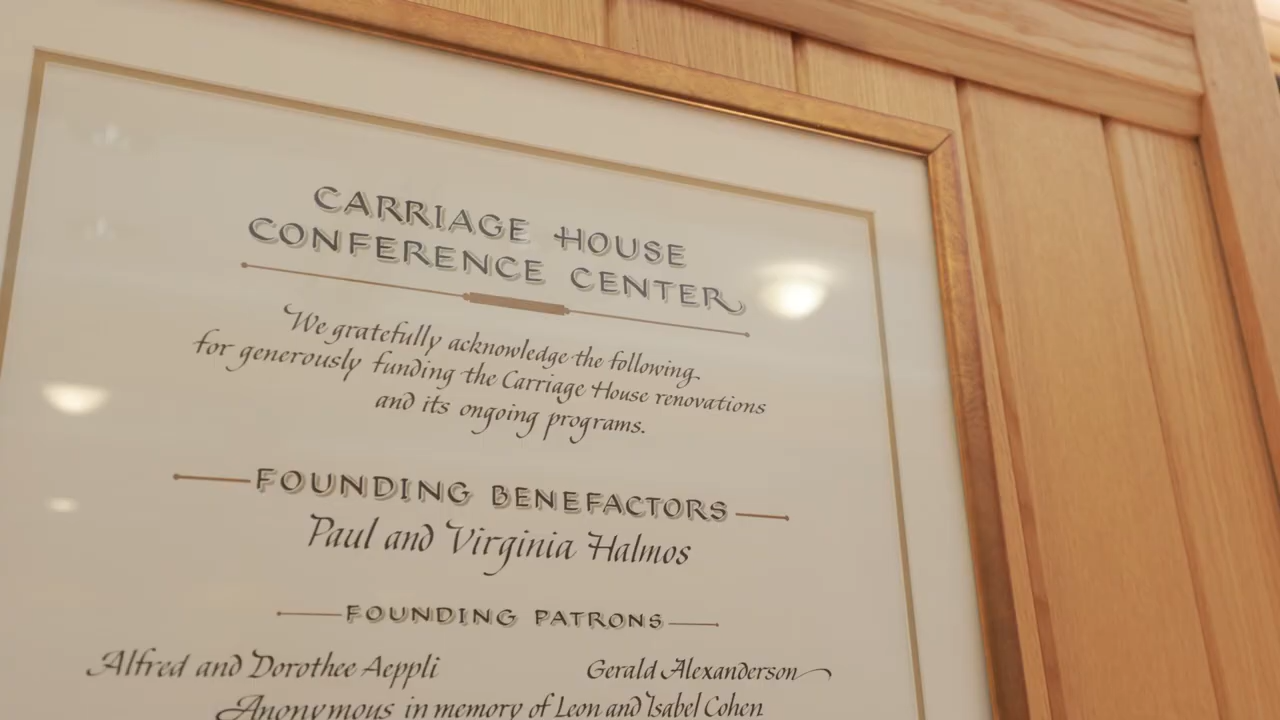 CARRIAGE HOUSE
CONFERENCE CENTER
We gratefully acknowledge the following
for generously funding the Carriage House renovations
and its ongoing programs.
FOUNDING BENEFACTORS
Paul and Virginia Halmos
FOUNDING PATRONS
Alfred and Dorothee Aeppli Gerald Alexanderson
Anonymous in memory of Leon and Isabel Cohen